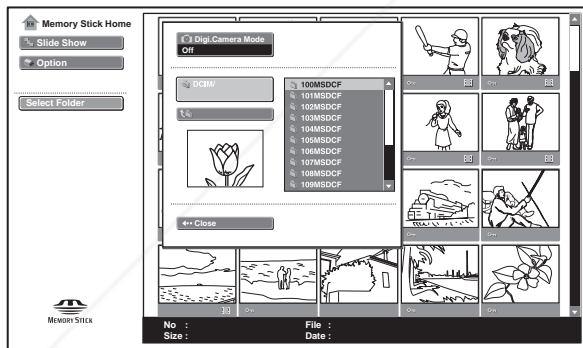 Memory Stick Home
Slide Show
Option
Select Folder
MEMORY STICK
Digi.Camera Mode
Off
DCIM/
100MSDCF
101MSDCF
102MSDCF
103MSDCF
104MSDCF
105MSDCF
106MSDCF
107MSDCF
108MSDCF
109MSDCF
Close
No :
File :
Size :
Date :